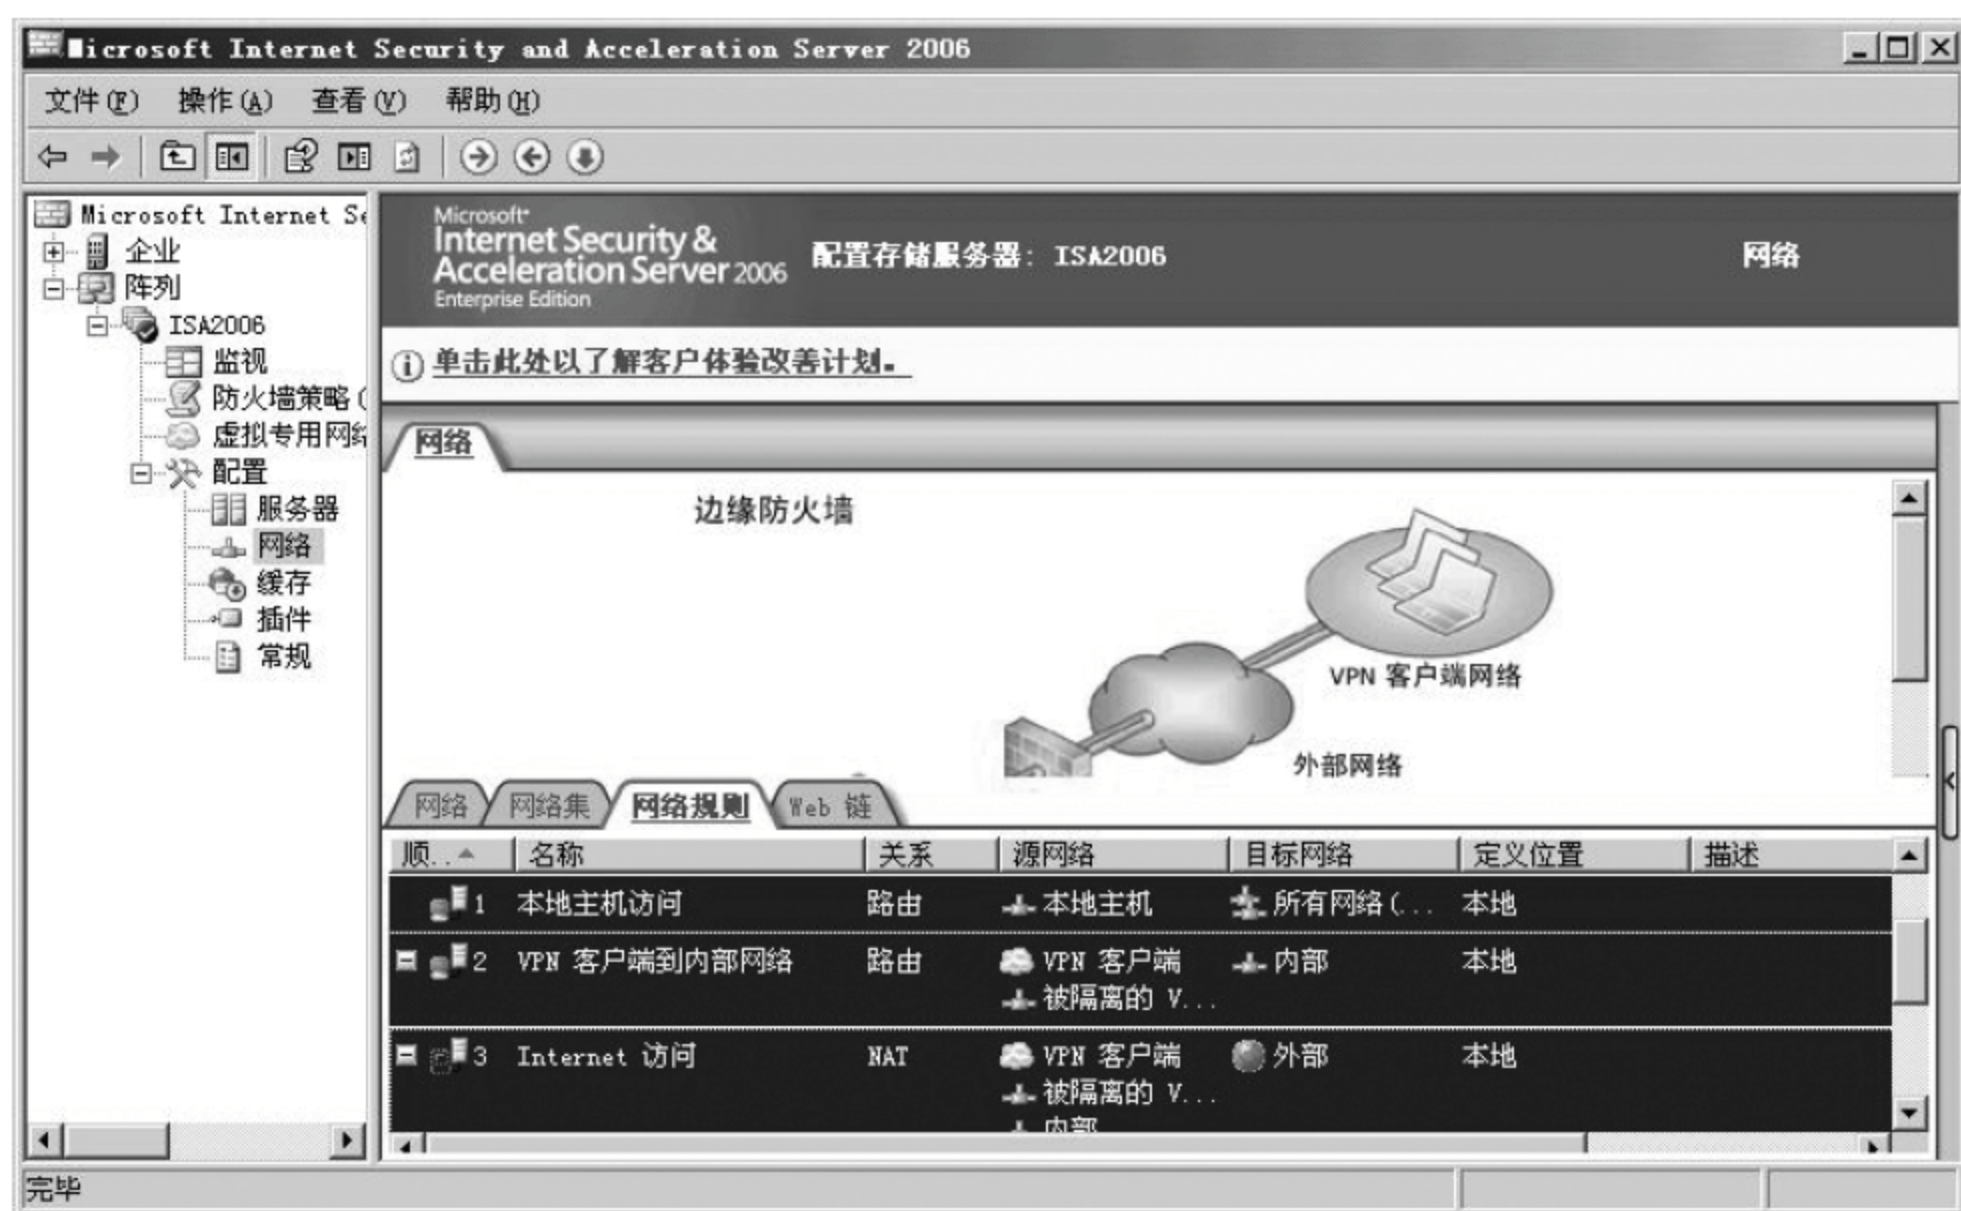 Microsoft Internet Security and Acceleration Server 2006
文件(F) 操作(A) 查看(V) 帮助(H)
Microsoft Internet Se
企业
阵列
ISA2006
监视
防火墙策略(
虚拟专用网络
配置
服务器
网络
缓存
插件
常规
Microsoft
Internet Security &
Acceleration Server 2006
Enterprise Edition
配置存储服务器: ISA2006
网络
单击此处以了解客户体验改善计划。
网络
边缘防火墙
VPN 客户端网络
外部网络
网络 网络集 网络规则 Web 链
顺.. 名称 关系 源网络 目标网络 定义位置 描述
1 本地主机访问 路由 本地主机 所有网络(... 本地
2 VPN 客户端到内部网络 路由 VPN 客户端 内部 本地
被隔离的 V...
3 Internet 访问 NAT VPN 客户端 外部 本地
被隔离的 V...
内部
完毕